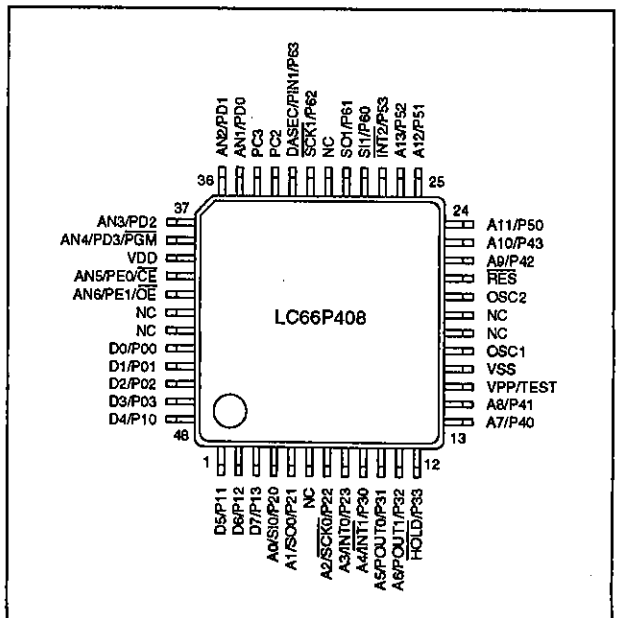 AN2/PD1
AN1/PD0
PC3
PC2
DASEC/PIN1/P63
SCK1/P62
NC
SO1/P61
SI1/P60
INT2/P53
A13/P52
A12/P51
36
25
37
24
AN3/PD2
AN4/PD3/PGM
VDD
AN5/PE0/CE
AN6/PE1/OE
NC
NC
D0/P00
D1/P01
D2/P02
D3/P03
D4/P10
LC66P408
A11/P50
A10/P43
A9/P42
RES
OSC2
NC
NC
OSC1
VSS
VPP/TEST
A8/P41
A7/P40
48
13
1
12
D5/P11
D6/P12
D7/P13
A0/SI0/P20
A1/SO0/P21
NC
A2/SCK0/P22
A3/INT0/P23
A4/INT1/P30
A5/POUT0/P31
A6/POUT1/P32
HOLD/P33